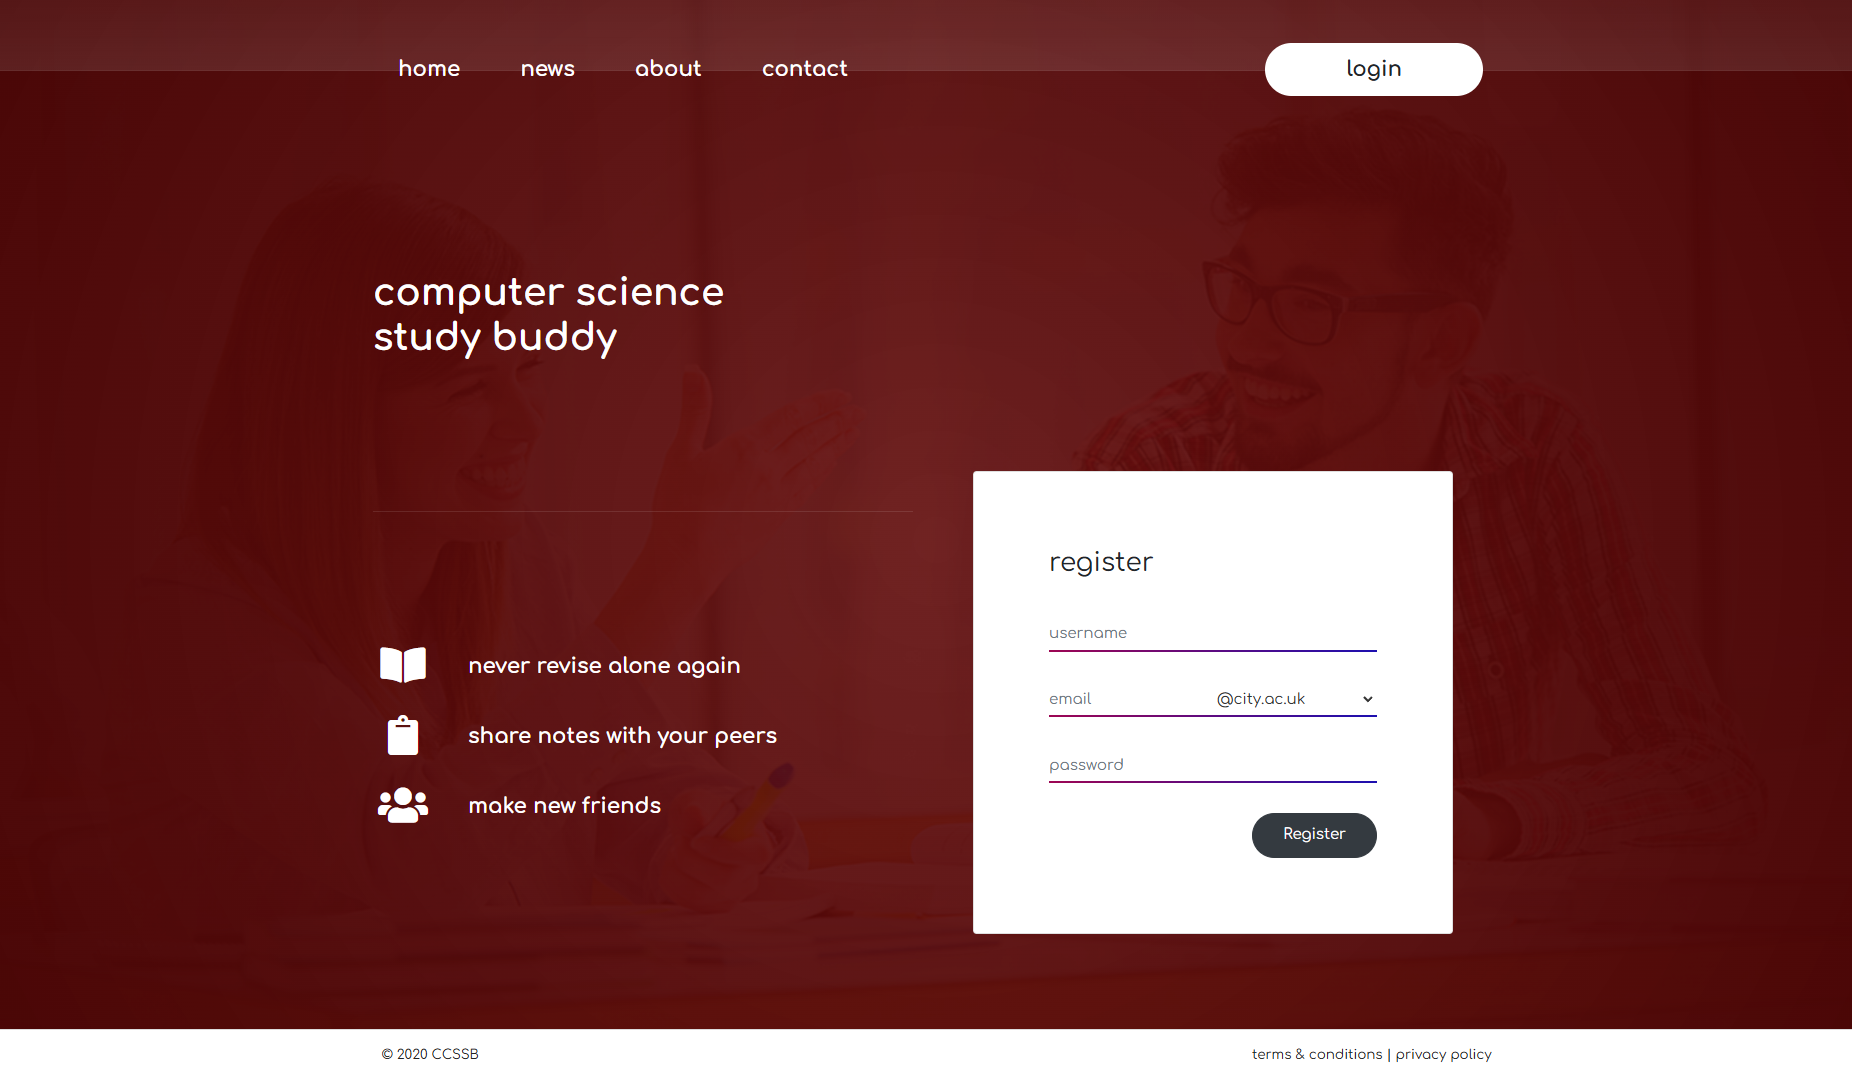 home news about contact login
computer science
study buddy
never revise alone again
share notes with your peers
make new friends
register
username
email @city.ac.uk
password
Register
© 2020 CCSSB
terms & conditions | privacy policy